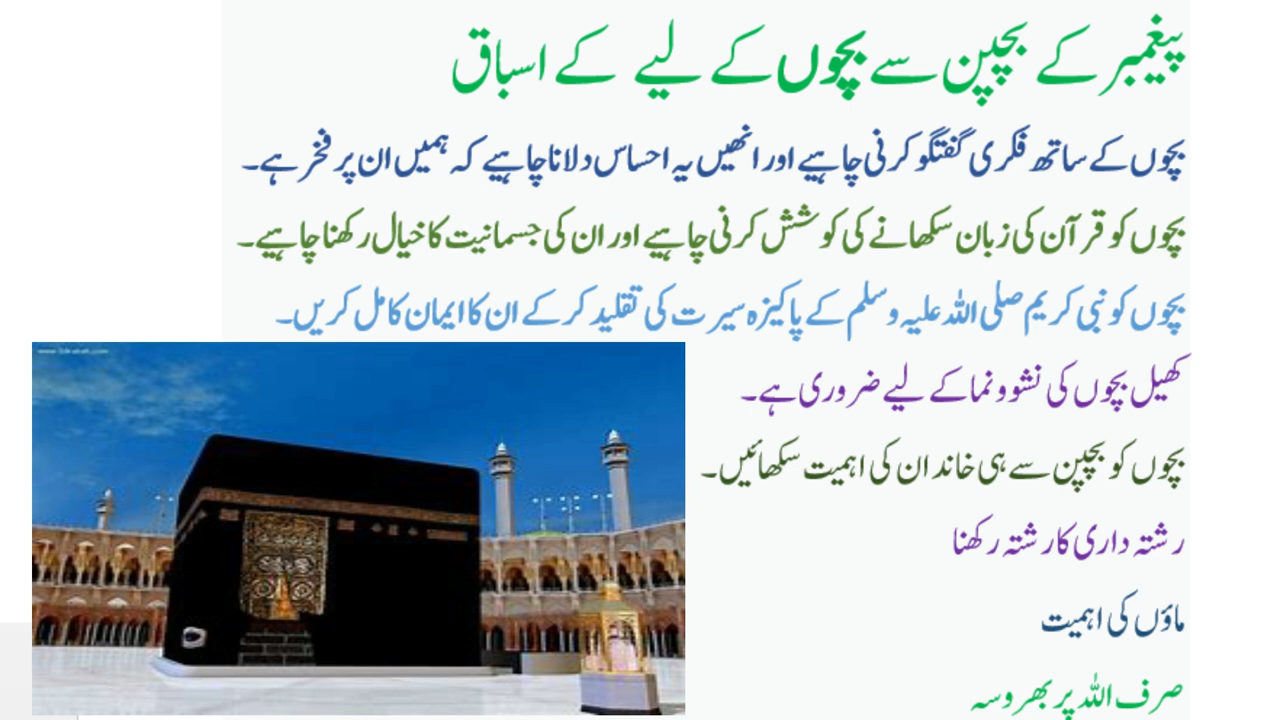 پیغمبر کے بچپن سے بچوں کے لیے کے اسباق
بچوں کے ساتھ فکری گفتگو کرنی چاہیے اور انھیں یہ احساس دلانا چاہیے کہ ہمیں ان پر فخر ہے۔
بچوں کو قرآن کی زبان سکھانے کی کوشش کرنی چاہیے اور ان کی جسمانیت کا خیال رکھنا چاہیے۔
بچوں کو نبی کریم صلی اللہ علیہ وسلم کے پاکیزہ سیرت کی تقلید کرکے ان کا ایمان کامل کریں۔
کھیل بچوں کی نشوونما کے لیے ضروری ہے۔
بچوں کو بچپن سے ہی خاندان کی اہمیت سکھائیں۔
رشتہ داری کا رشتہ رکھنا
ماؤں کی اہمیت
صرف اللہ پر بھروسہ